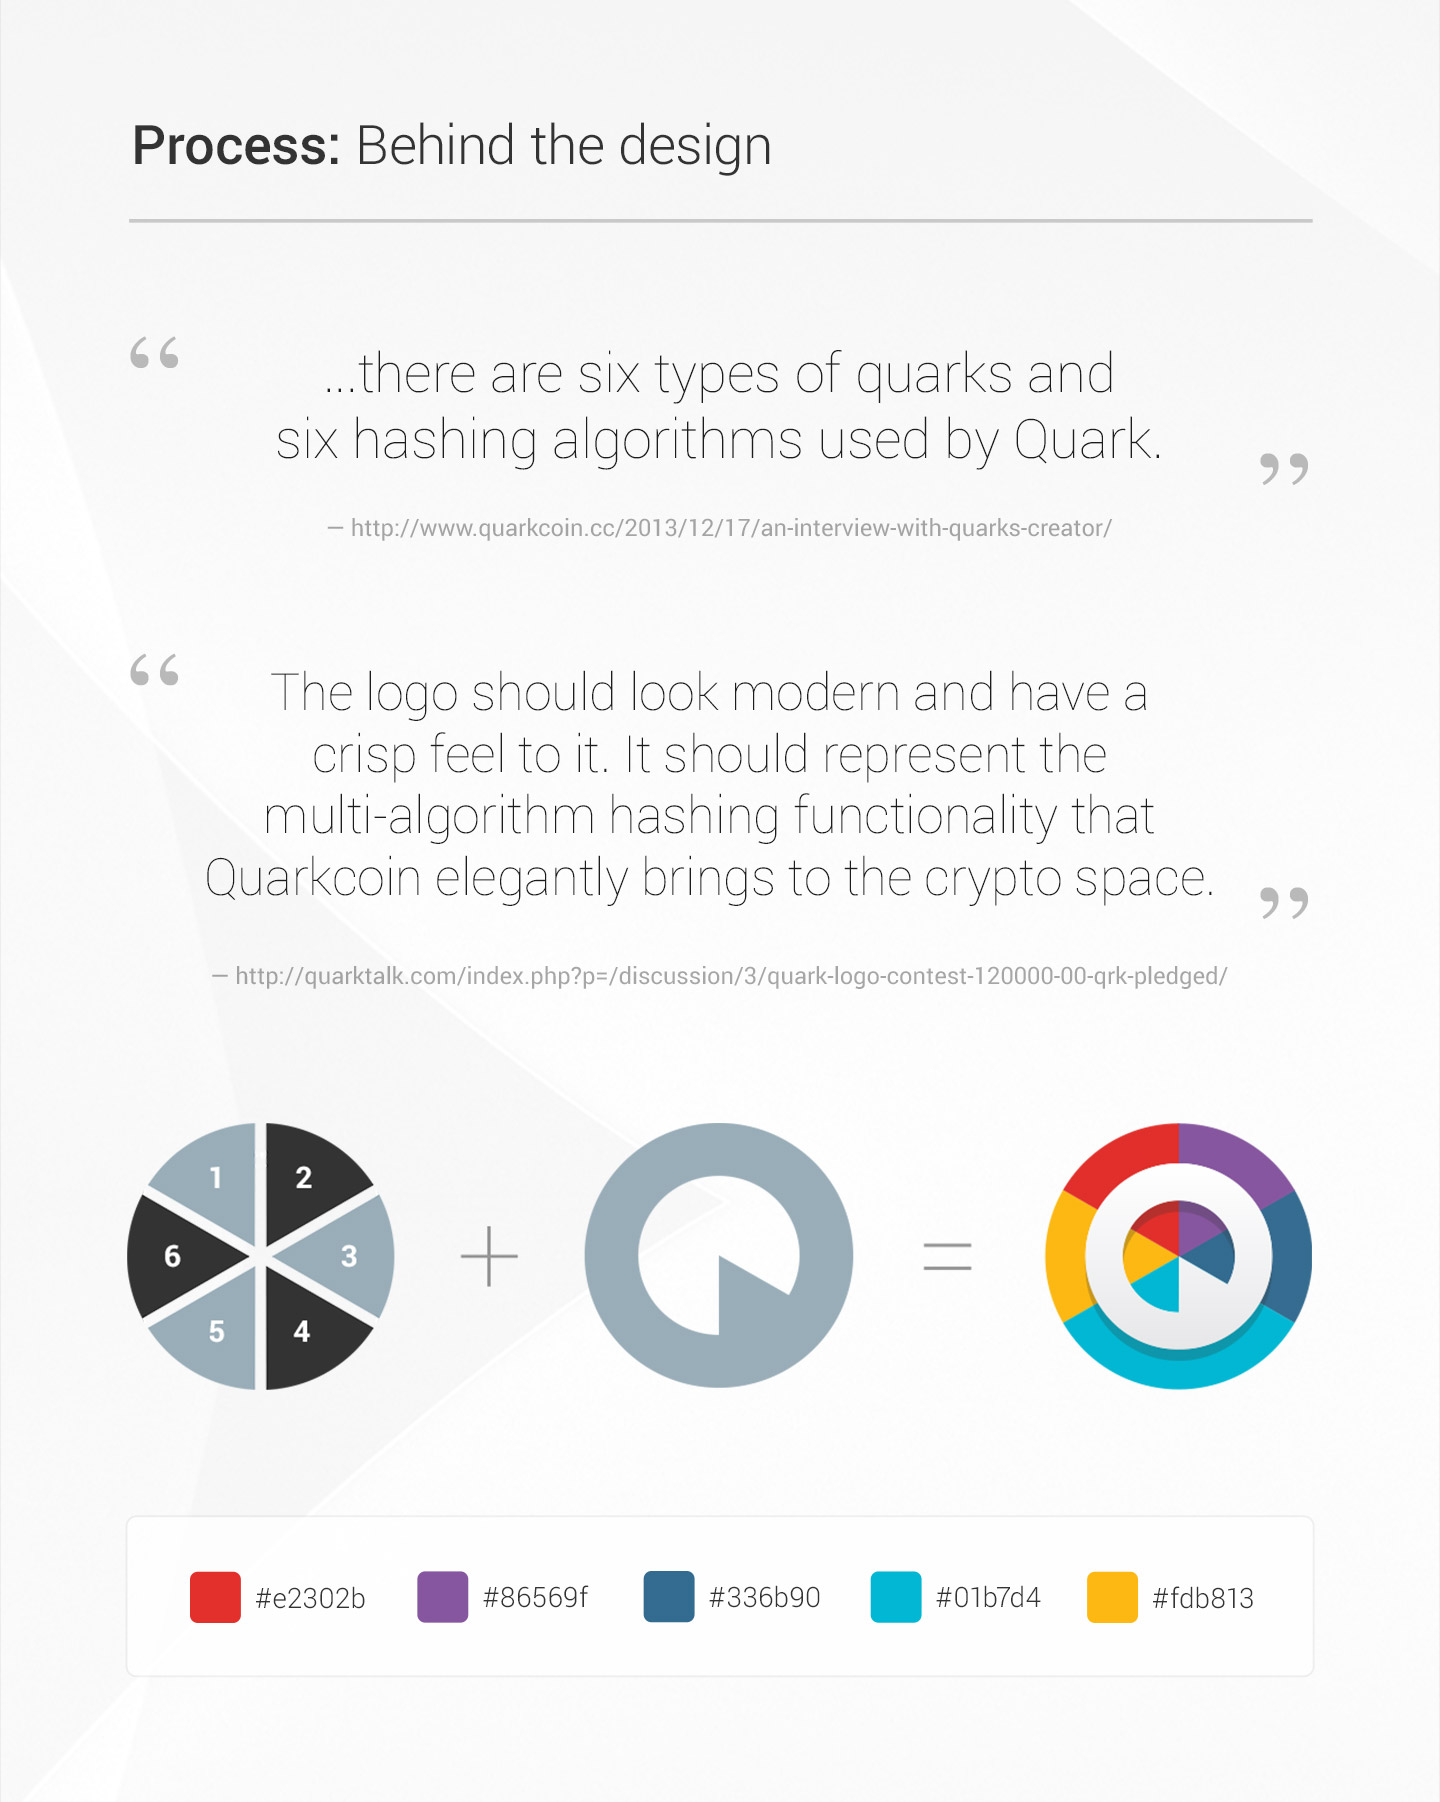 Process: Behind the design
“
...there are six types of quarks and
six hashing algorithms used by Quark.
”
— http://www.quarkcoin.cc/2013/12/17/an-interview-with-quarks-creator/
“
The logo should look modern and have a
crisp feel to it. It should represent the
multi-algorithm hashing functionality that
Quarkcoin elegantly brings to the crypto space.
”
— http://quarktalk.com/index.php?p=/discussion/3/quark-logo-contest-120000-00-qrk-pledged/
1 2
6 3
5 4
+ =
#e2302b #86569f #336b90 #01b7d4 #fdb813